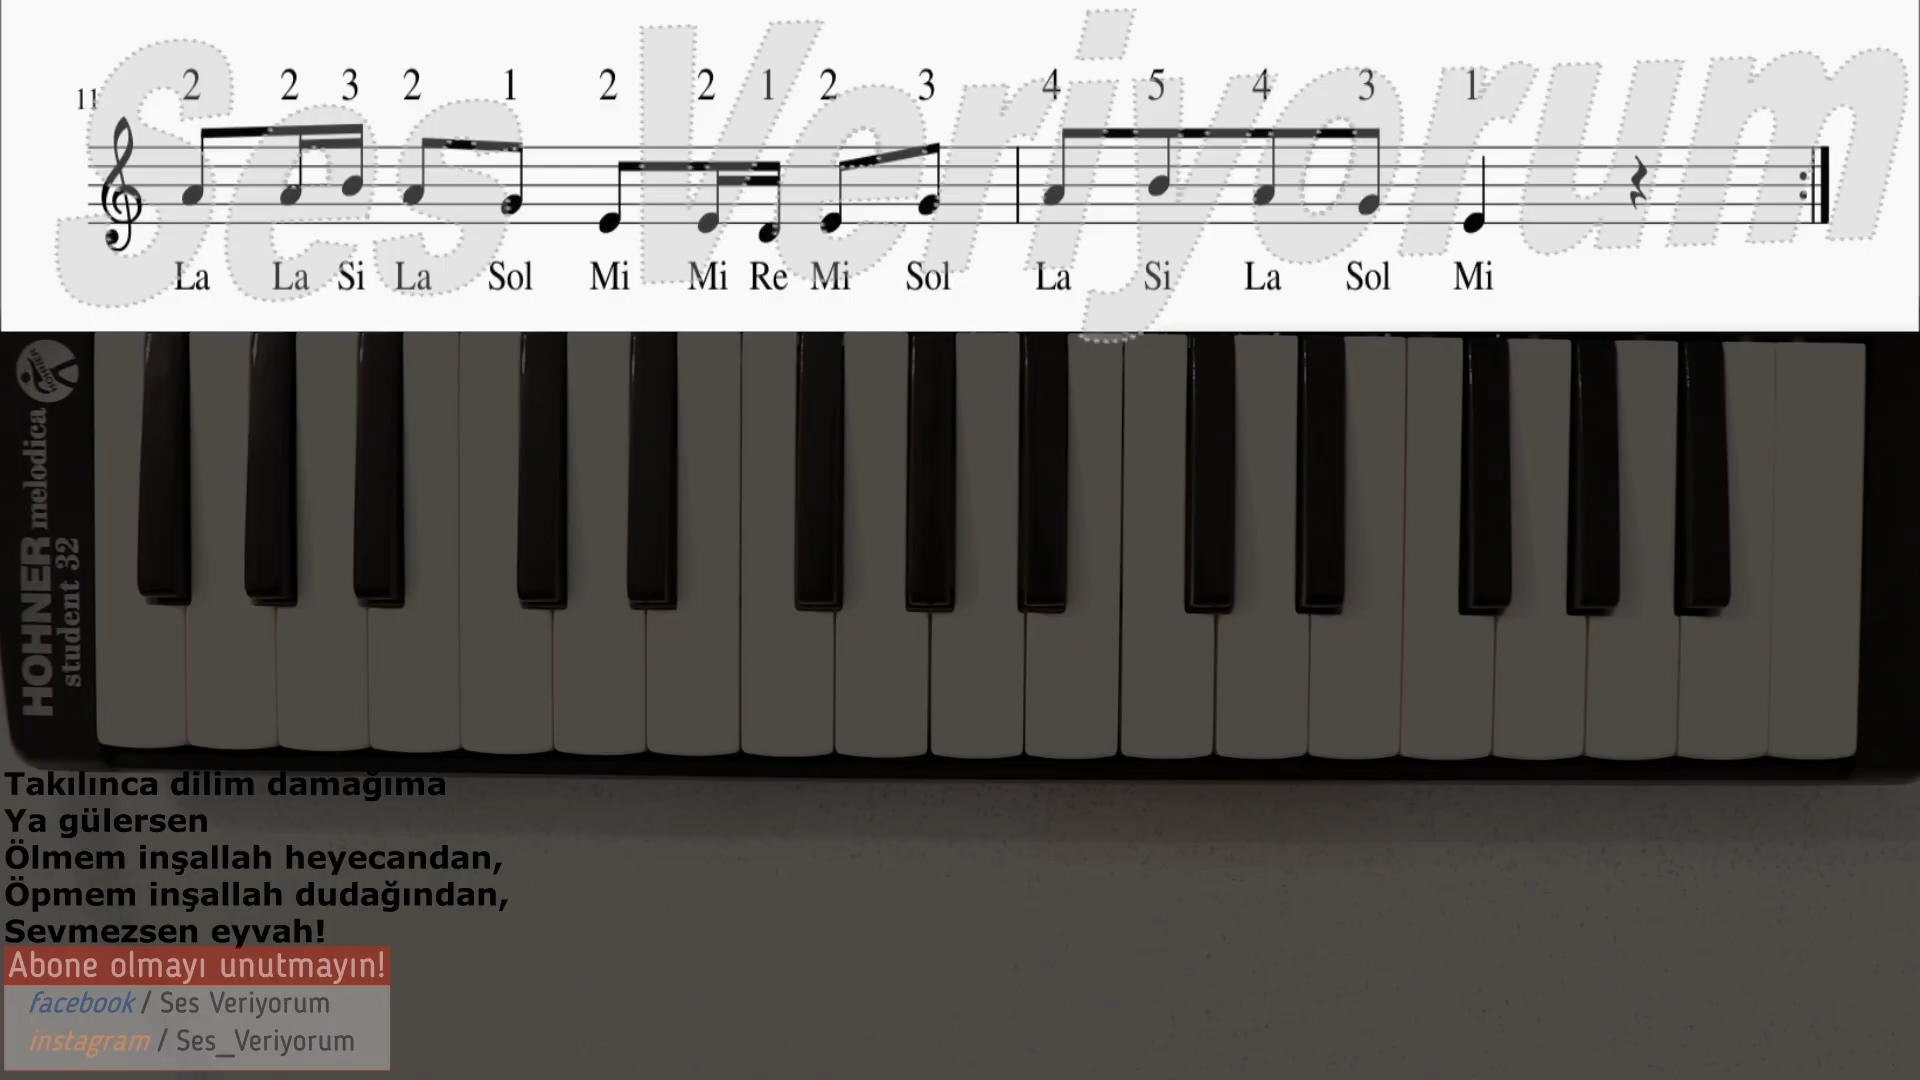 Ses Veriyorum
2 2 3 2 1 2 2 1 2 3 4 5 4 3 1
11
La La Si La Sol Mi Mi Re Mi Sol La Si La Sol Mi
HOHNER
HOHNER melodica
student 32
Takılınca dilim damağıma
Ya gülersen
Ölmem inşallah heyecandan,
Öpmem inşallah dudağından,
Sevmezsen eyvah!
Abone olmayı unutmayın!
facebook / Ses Veriyorum
instagram / Ses_Veriyorum